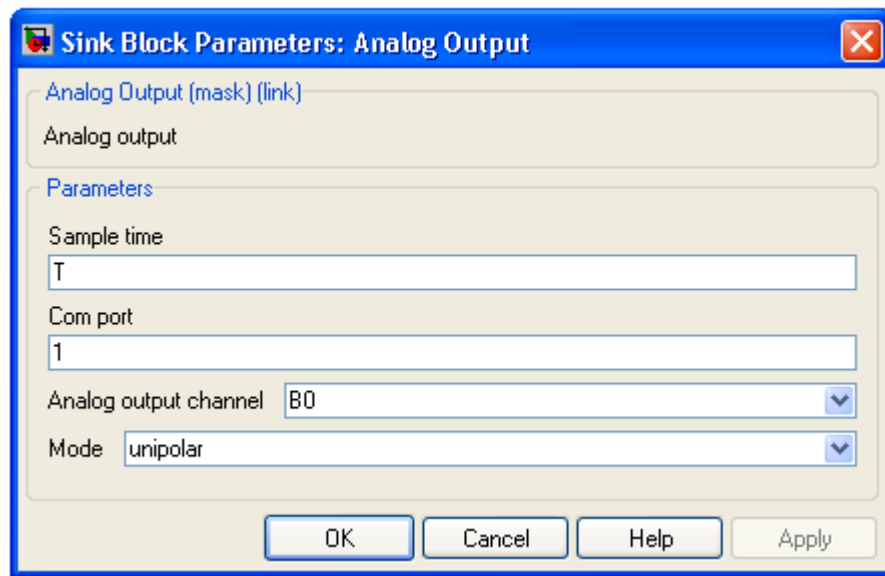 Sink Block Parameters: Analog Output
Analog Output (mask) (link)
Analog output
Parameters
Sample time
T
Com port
1
Analog output channel B0
Mode unipolar
OK Cancel Help Apply